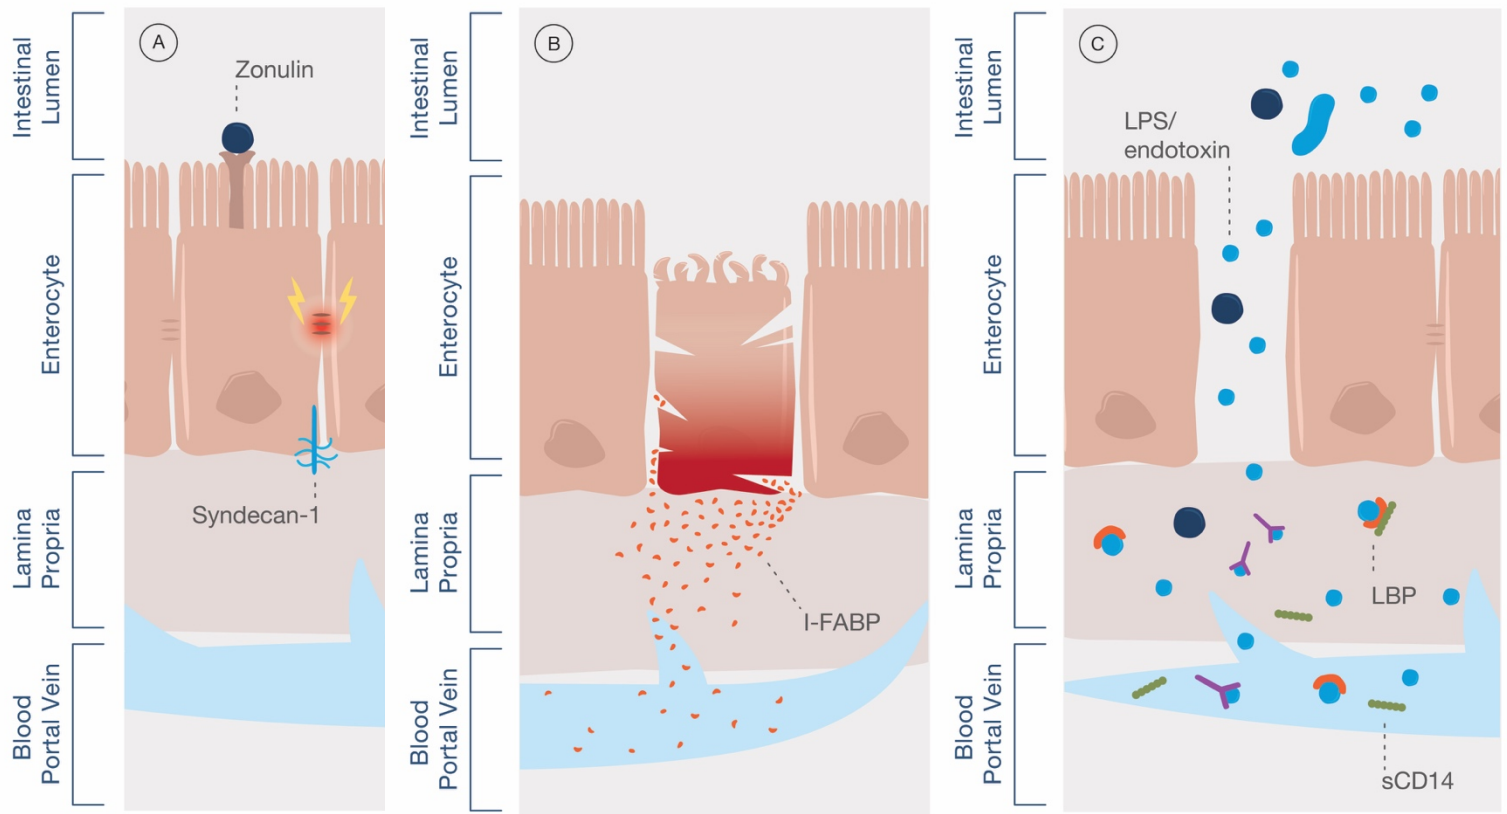 A
Intestinal
Lumen
Enterocyte
Lamina
Propria
Blood
Portal Vein
Zonulin
Syndecan-1
B
Intestinal
Lumen
Enterocyte
Lamina
Propria
Blood
Portal Vein
I-FABP
C
Intestinal
Lumen
Enterocyte
Lamina
Propria
Blood
Portal Vein
LPS/
endotoxin
LBP
sCD14